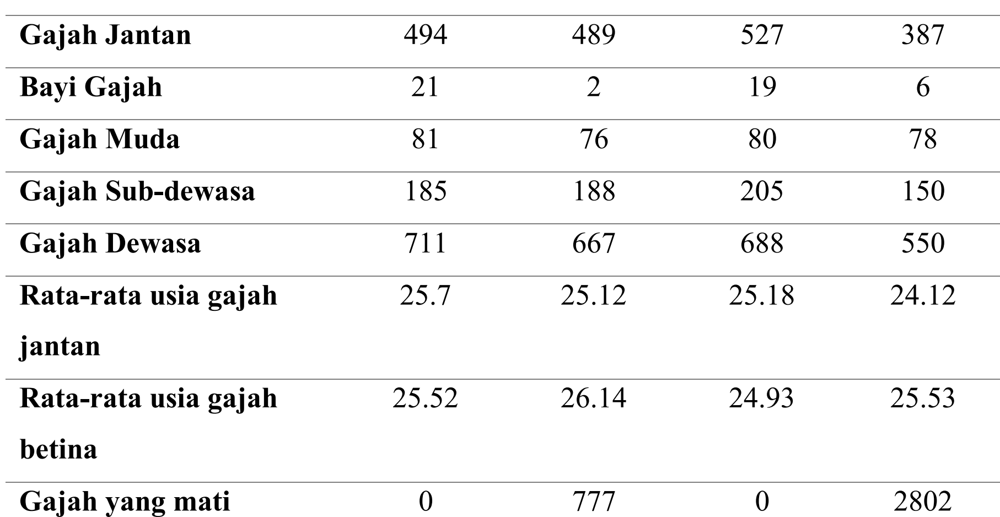 Gajah Jantan 494 489 527 387
Bayi Gajah 21 2 19 6
Gajah Muda 81 76 80 78
Gajah Sub-dewasa 185 188 205 150
Gajah Dewasa 711 667 688 550
Rata-rata usia gajah 25.7 25.12 25.18 24.12
jantan
Rata-rata usia gajah 25.52 26.14 24.93 25.53
betina
Gajah yang mati 0 777 0 2802